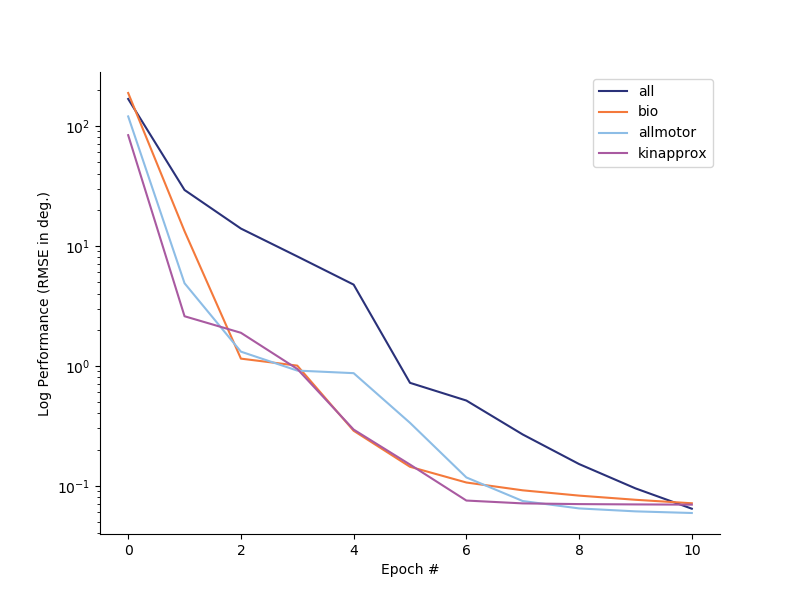 all
bio
allmotor
kinapprox
10²
10¹
10⁰
10⁻¹
Log Performance (RMSE in deg.)
0 2 4 6 8 10
Epoch #